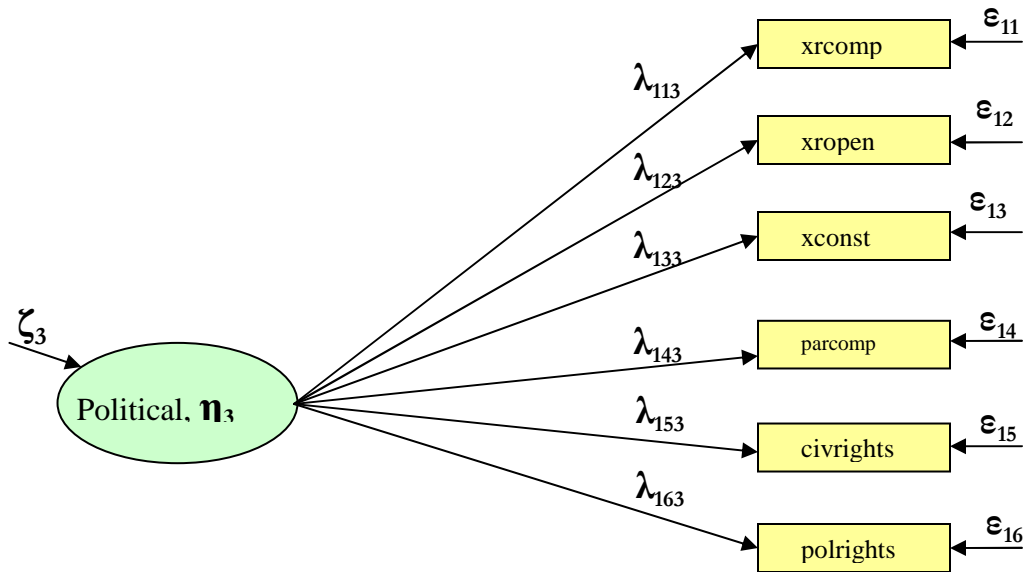 ε₁₁
xrcomp
λ₁₁₃
ε₁₂
xropen
λ₁₂₃
ε₁₃
xconst
λ₁₃₃
ζ₃
ε₁₄
parcomp
λ₁₄₃
Political, η₃
λ₁₅₃
ε₁₅
civrights
λ₁₆₃
ε₁₆
polrights